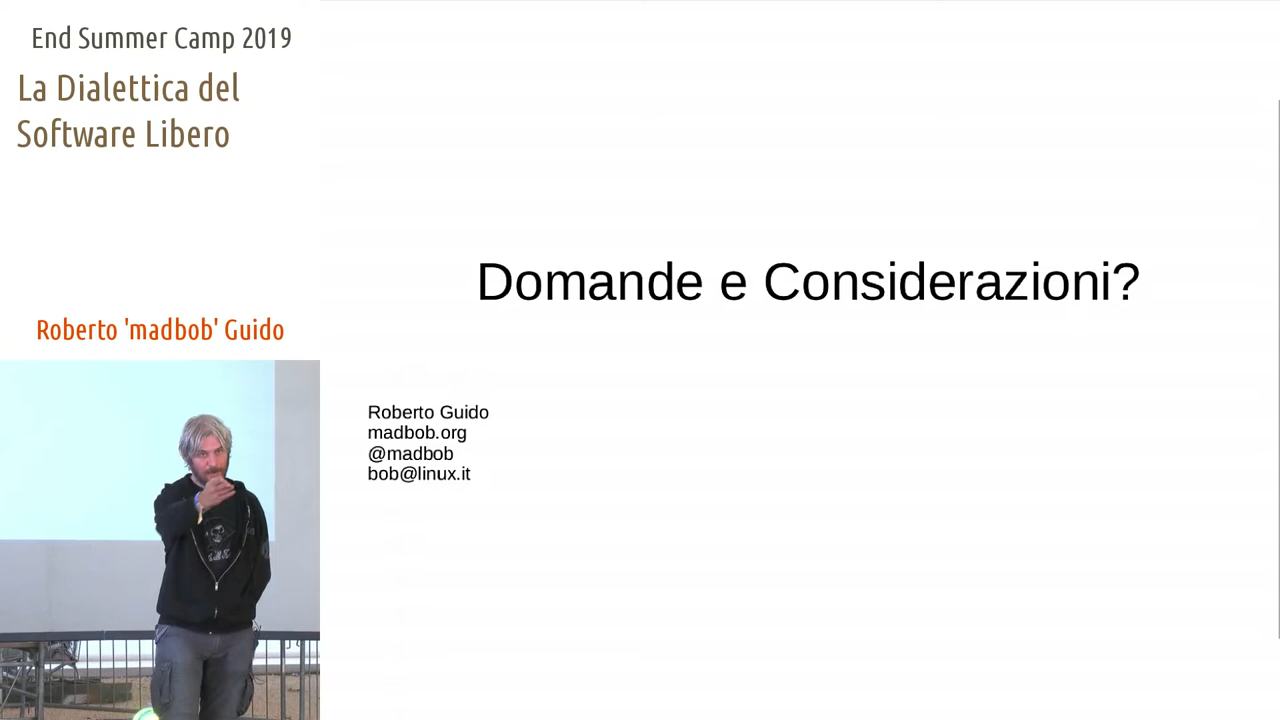 End Summer Camp 2019
La Dialettica del
Software Libero
Roberto 'madbob' Guido
Domande e Considerazioni?
Roberto Guido
madbob.org
@madbob
bob@linux.it